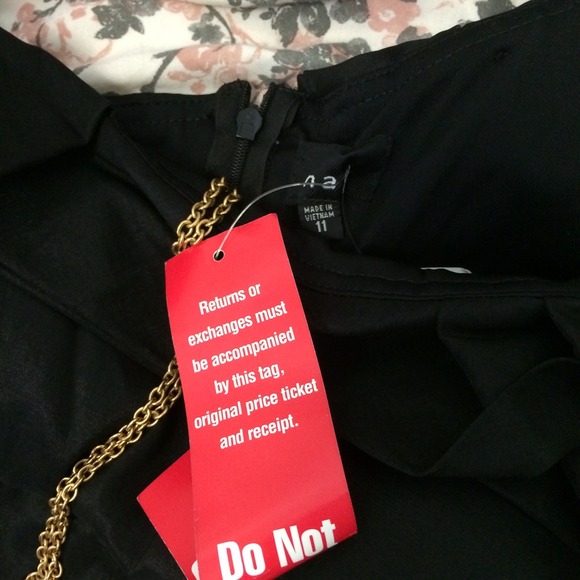 MADE IN
VIETNAM
11
Returns or
exchanges must
be accompanied
by this tag,
original price ticket
and receipt.
Do Not